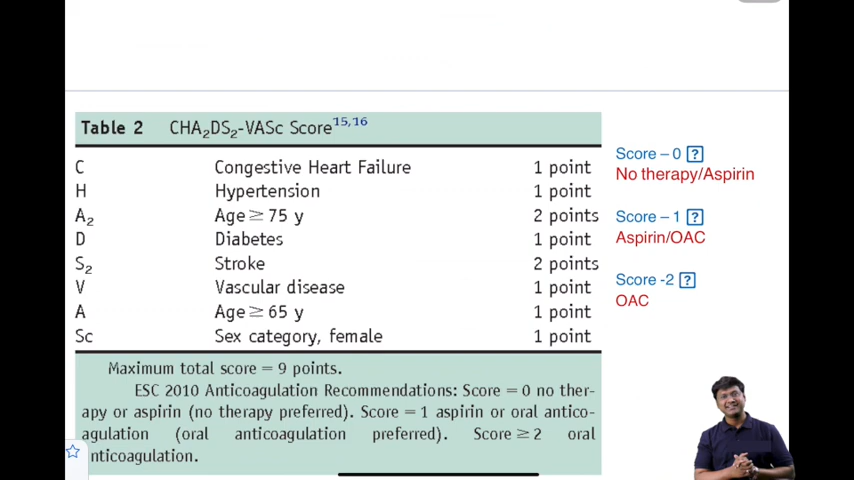 Table 2 CHA₂DS₂-VASc Score¹⁵,¹⁶
C Congestive Heart Failure 1 point
H Hypertension 1 point
A₂ Age ≥ 75 y 2 points
D Diabetes 1 point
S₂ Stroke 2 points
V Vascular disease 1 point
A Age ≥ 65 y 1 point
Sc Sex category, female 1 point
Maximum total score = 9 points.
ESC 2010 Anticoagulation Recommendations: Score = 0 no ther-
apy or aspirin (no therapy preferred). Score = 1 aspirin or oral antico-
agulation (oral anticoagulation preferred). Score ≥ 2 oral
nticoagulation.
Score – 0 ?
No therapy/Aspirin
Score – 1 ?
Aspirin/OAC
Score -2 ?
OAC